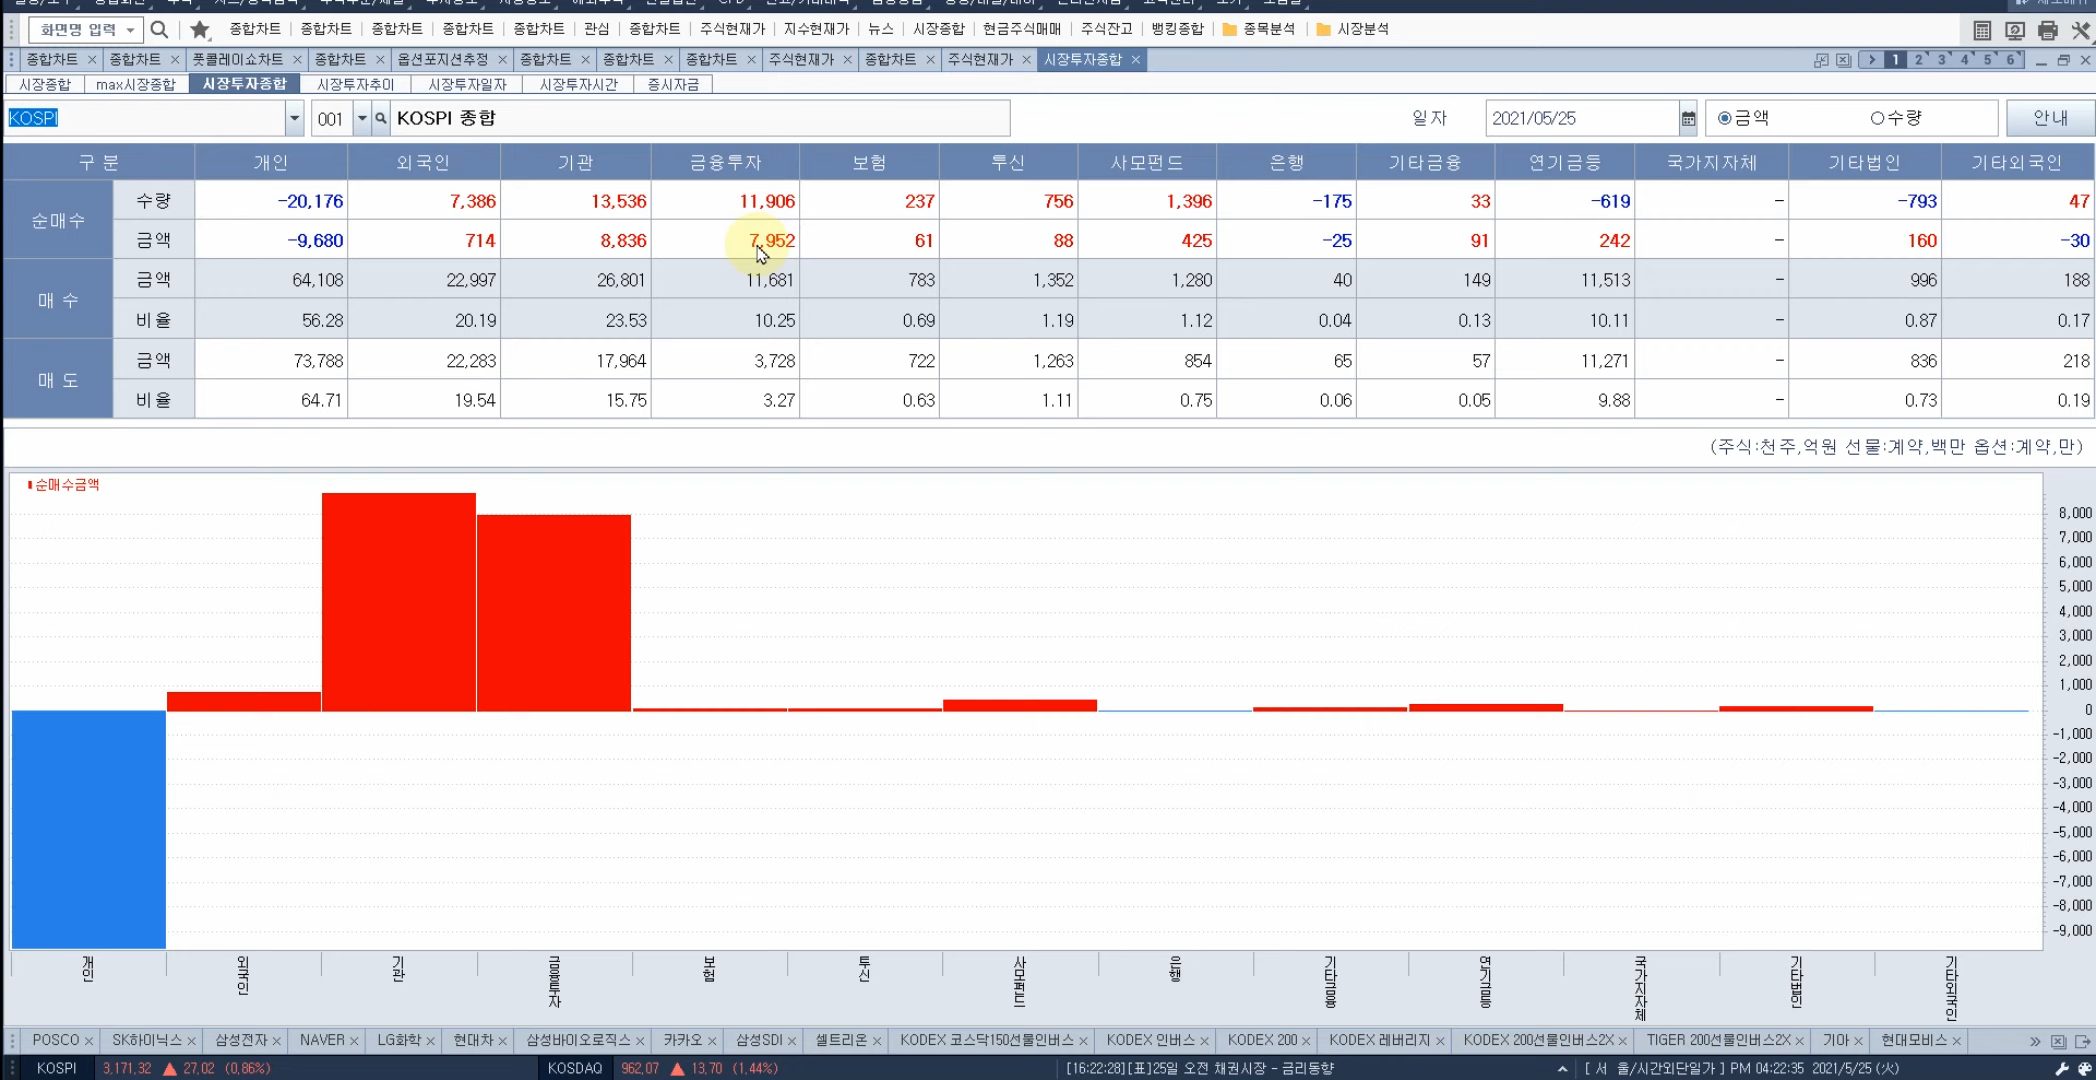 화면명 입력 종합차트 종합차트 종합차트 종합차트 종합차트 관심 종합차트 주식현재가 지수현재가 뉴스 시장종합 현금주식매매 주식잔고 뱅킹종합 종목분석 시장분석
종합차트 × 종합차트 × 풋콜레이쇼차트 × 종합차트 × 옵션포지션추정 × 종합차트 × 종합차트 × 종합차트 × 주식현재가 × 종합차트 × 주식현재가 × 시장투자종합 × 1 2 3 4 5 6
시장종합 max시장종합 시장투자종합 시장투자추이 시장투자일자 시장투자시간 증시자금
KOSPI 001 KOSPI 종합 일자 2021/05/25 금액 수량 안내
구 분 개인 외국인 기관 금융투자 보험 투신 사모펀드 은행 기타금융 연기금등 국가지자체 기타법인 기타외국인
순매수 수량 -20,176 7,386 13,536 11,906 237 756 1,396 -175 33 -619 - -793 47
금액 -9,680 714 8,836 7,952 61 88 425 -25 91 242 - 160 -30
매 수 금액 64,108 22,997 26,801 11,681 783 1,352 1,280 40 149 11,513 - 996 188
비율 56.28 20.19 23.53 10.25 0.69 1.19 1.12 0.04 0.13 10.11 - 0.87 0.17
매 도 금액 73,788 22,283 17,964 3,728 722 1,263 854 65 57 11,271 - 836 218
비율 64.71 19.54 15.75 3.27 0.63 1.11 0.75 0.06 0.05 9.88 - 0.73 0.19
(주식:천주,억원 선물:계약,백만 옵션:계약,만)
순매수금액
8,000
7,000
6,000
5,000
4,000
3,000
2,000
1,000
0
-1,000
-2,000
-3,000
-4,000
-5,000
-6,000
-7,000
-8,000
-9,000
개인 외국인 기관 금융투자 보험 투신 사모펀드 은행 기타금융 연기금등 국가지자체 기타법인 기타외국인
POSCO × SK하이닉스 × 삼성전자 × NAVER × LG화학 × 현대차 × 삼성바이오로직스 × 카카오 × 삼성SDI × 셀트리온 × KODEX 코스닥150선물인버스 × KODEX 인버스 × KODEX 200 × KODEX 레버리지 × KODEX 200선물인버스2X × TIGER 200선물인버스2X × 기아 × 현대모비스 ×
KOSPI 3,171.32 ▲ 27.02 (0.86%) KOSDAQ 962.07 ▲ 13.70 (1.44%) [16:22:28][표]25일 오전 채권시장 - 금리동향 [ 서 울/시간외단일가 ] PM 04:22:35 2021/5/25 (火)